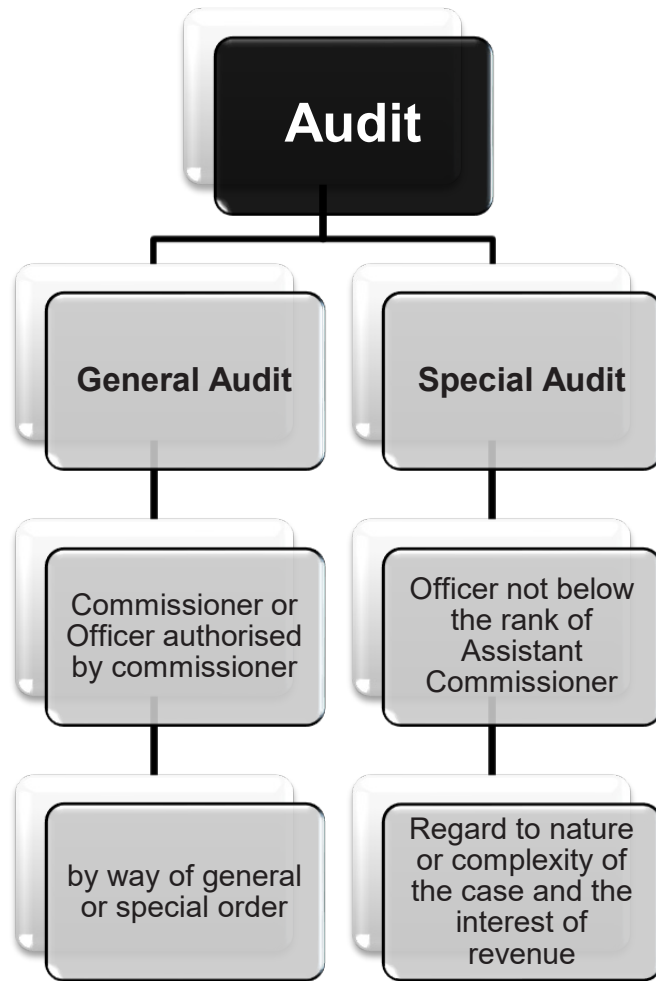 Audit
General Audit
Special Audit
Commissioner or
Officer authorised
by commissioner
Officer not below
the rank of
Assistant
Commissioner
by way of general
or special order
Regard to nature
or complexity of
the case and the
interest of
revenue